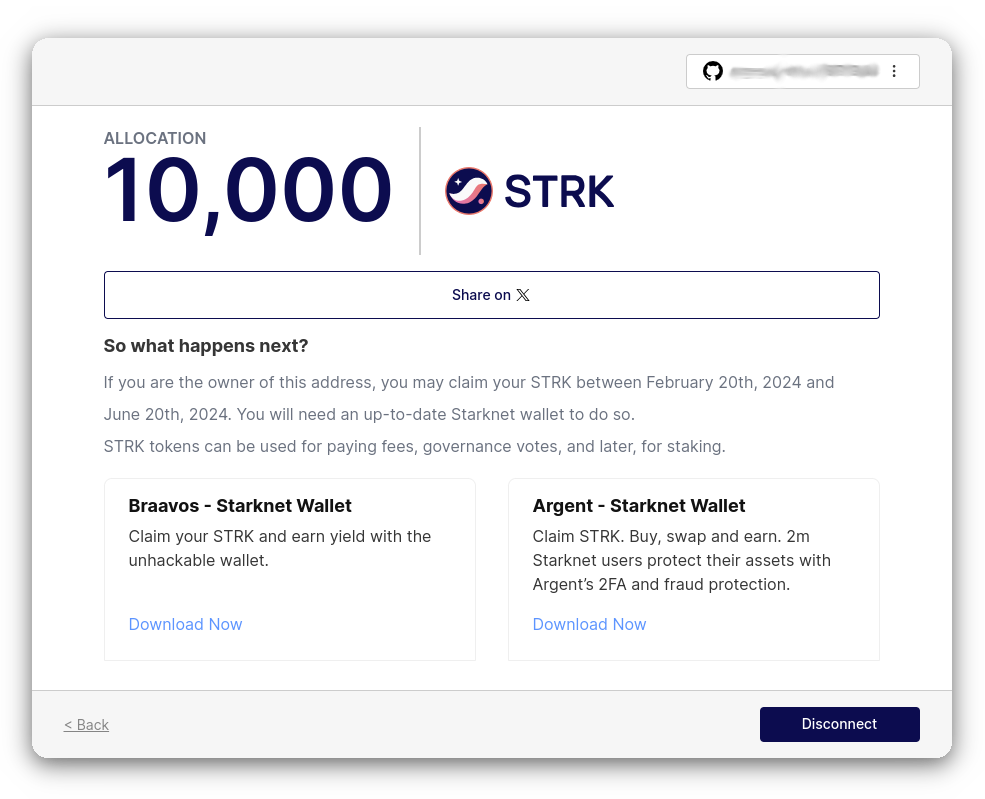 ALLOCATION
10,000
STRK
Share on X
So what happens next?
If you are the owner of this address, you may claim your STRK between February 20th, 2024 and
June 20th, 2024. You will need an up-to-date Starknet wallet to do so.
STRK tokens can be used for paying fees, governance votes, and later, for staking.
Braavos - Starknet Wallet
Claim your STRK and earn yield with the
unhackable wallet.
Download Now
Argent - Starknet Wallet
Claim STRK. Buy, swap and earn. 2m
Starknet users protect their assets with
Argent’s 2FA and fraud protection.
Download Now
< Back
Disconnect